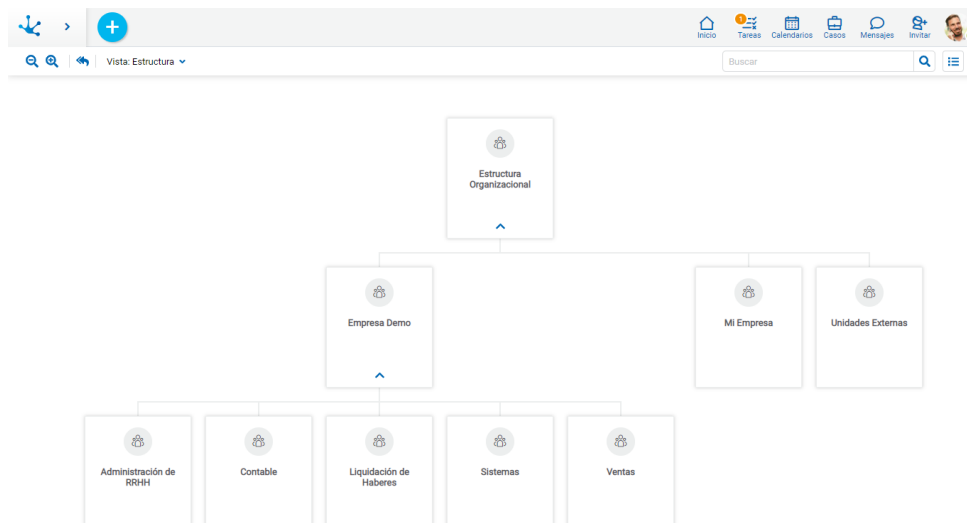 1
Inicio
Tareas
Calendarios
Casos
Mensajes
Invitar
Vista: Estructura
Buscar
Estructura
Organizacional
Empresa Demo
Mi Empresa
Unidades Externas
Administración de
RRHH
Contable
Liquidación de
Haberes
Sistemas
Ventas